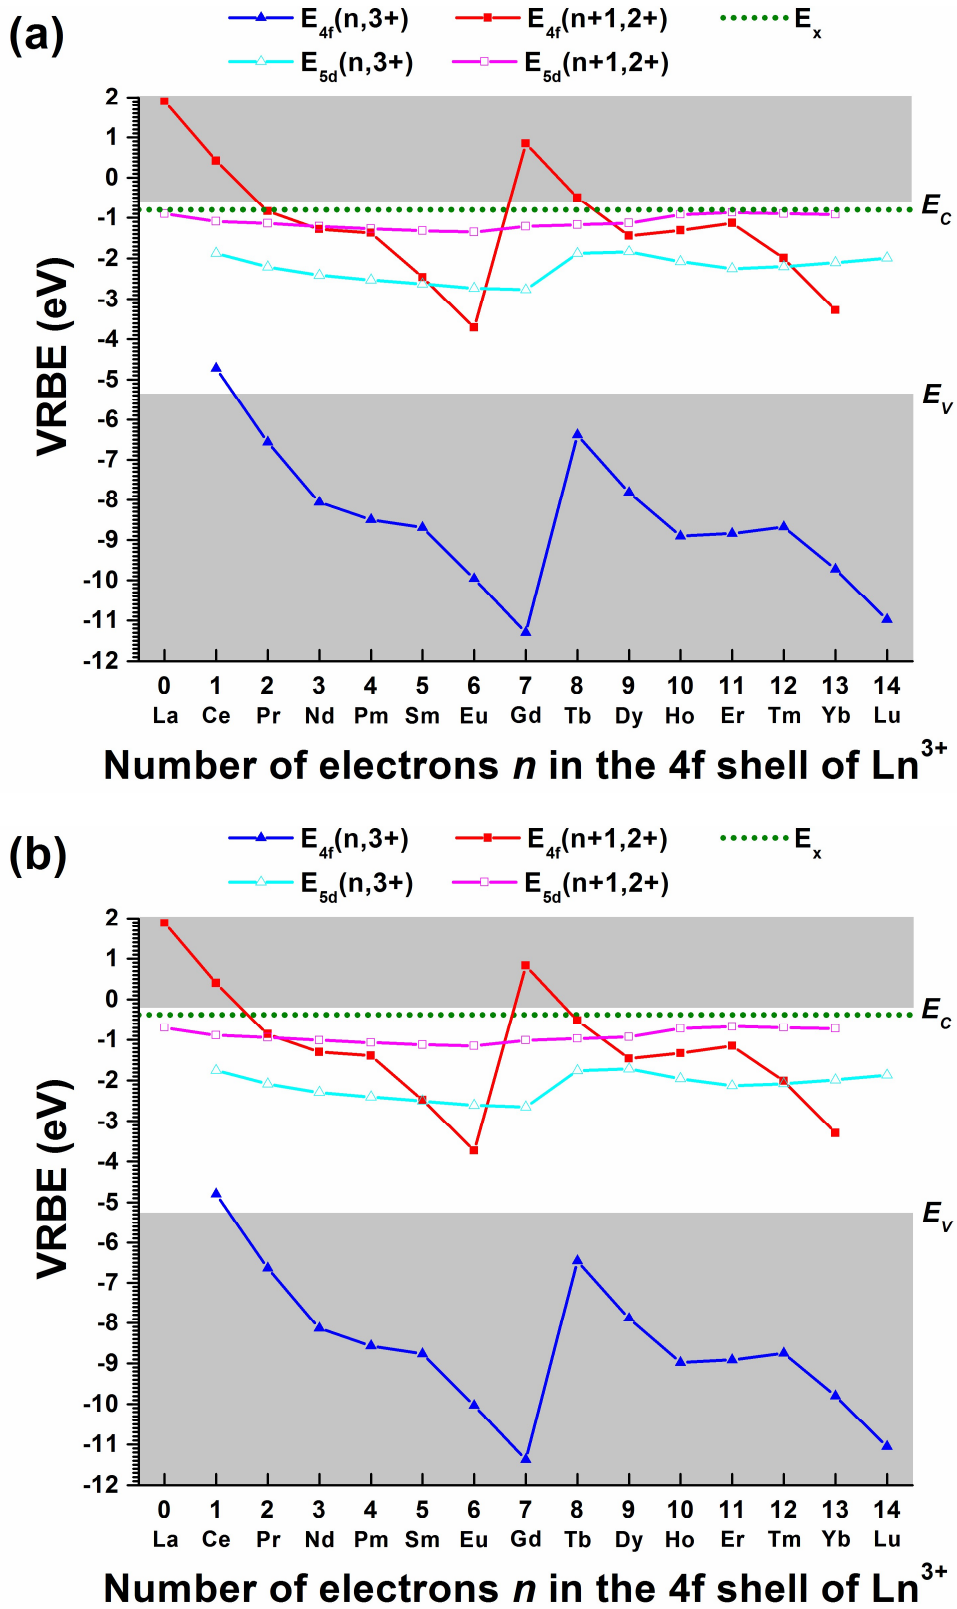 (a)
E4f(n,3+) E4f(n+1,2+) Ex
E5d(n,3+) E5d(n+1,2+)
2
1
0
-1
-2
-3
-4
-5
-6
-7
-8
-9
-10
-11
-12
VRBE (eV)
EC
EV
0 1 2 3 4 5 6 7 8 9 10 11 12 13 14
La Ce Pr Nd Pm Sm Eu Gd Tb Dy Ho Er Tm Yb Lu
Number of electrons n in the 4f shell of Ln3+
(b)
E4f(n,3+) E4f(n+1,2+) Ex
E5d(n,3+) E5d(n+1,2+)
2
1
0
-1
-2
-3
-4
-5
-6
-7
-8
-9
-10
-11
-12
VRBE (eV)
EC
EV
0 1 2 3 4 5 6 7 8 9 10 11 12 13 14
La Ce Pr Nd Pm Sm Eu Gd Tb Dy Ho Er Tm Yb Lu
Number of electrons n in the 4f shell of Ln3+